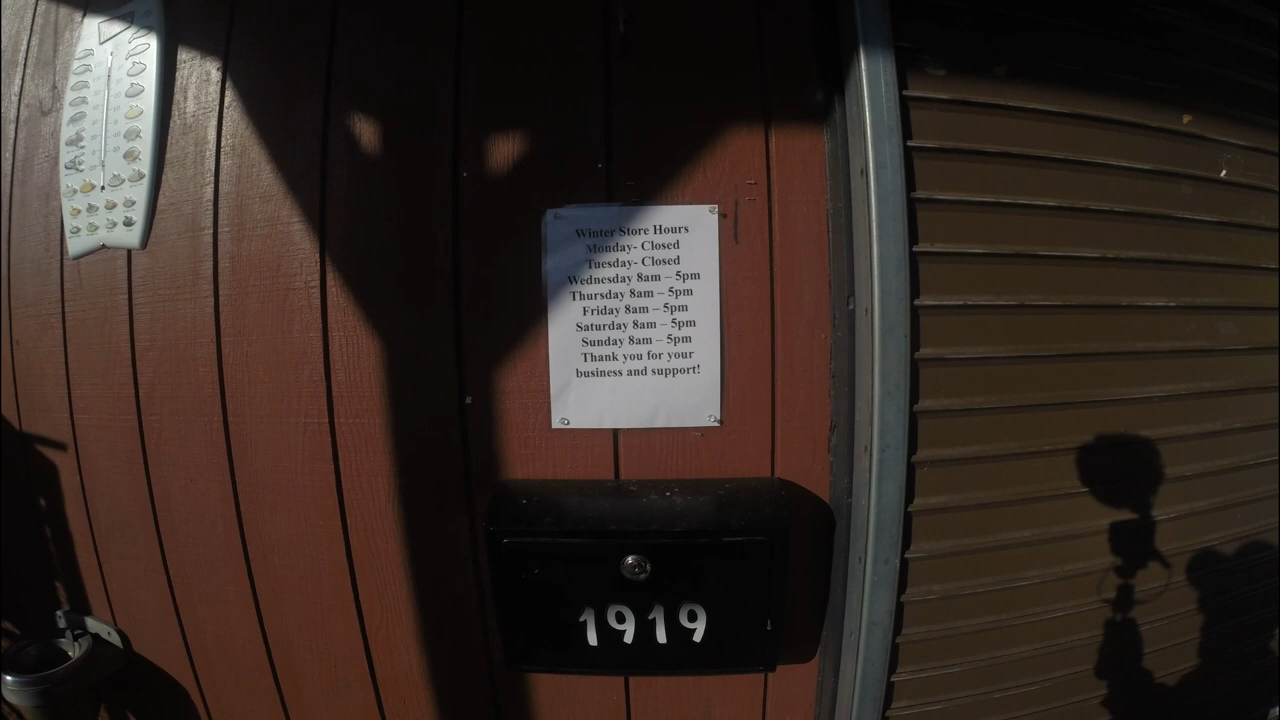 Winter Store Hours
Monday- Closed
Tuesday- Closed
Wednesday 8am – 5pm
Thursday 8am – 5pm
Friday 8am – 5pm
Saturday 8am – 5pm
Sunday 8am – 5pm
Thank you for your
business and support!
1919